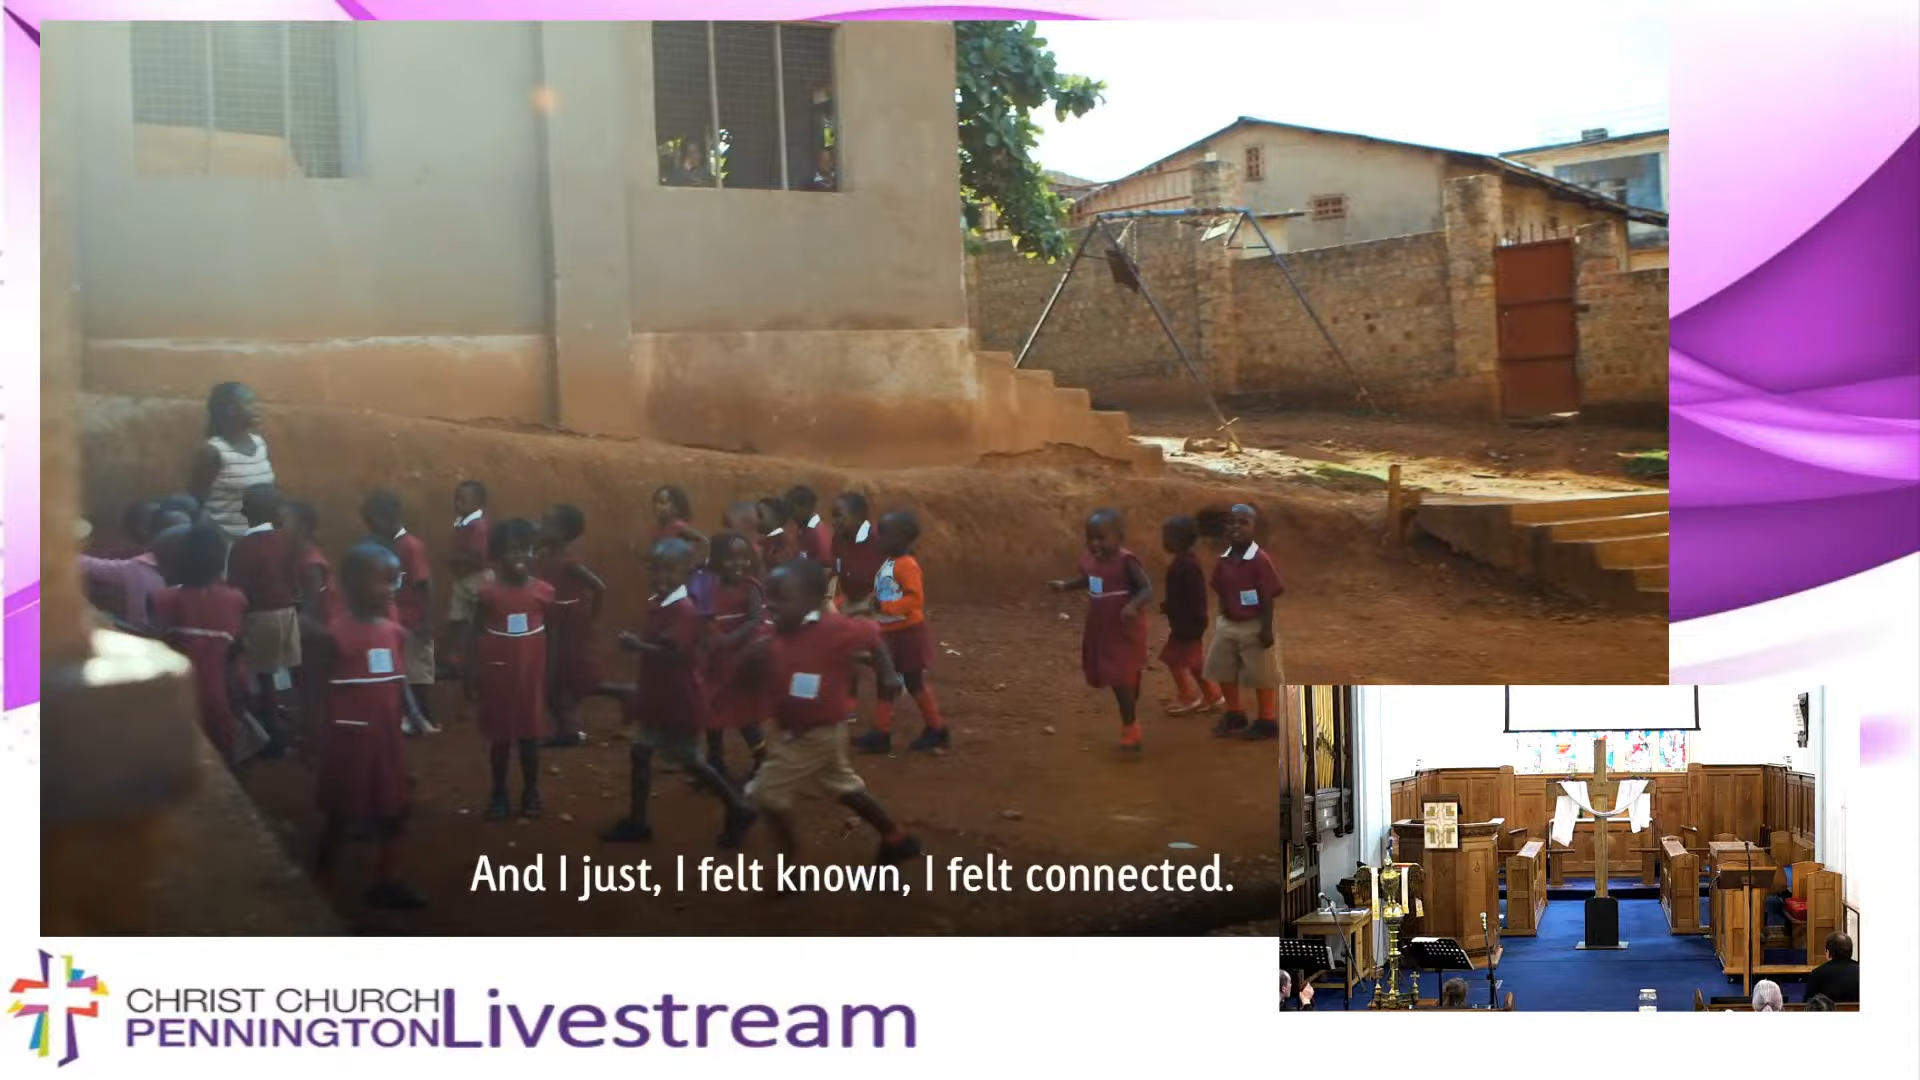 And I just, I felt known, I felt connected.
CHRIST CHURCH
PENNINGTON
Livestream